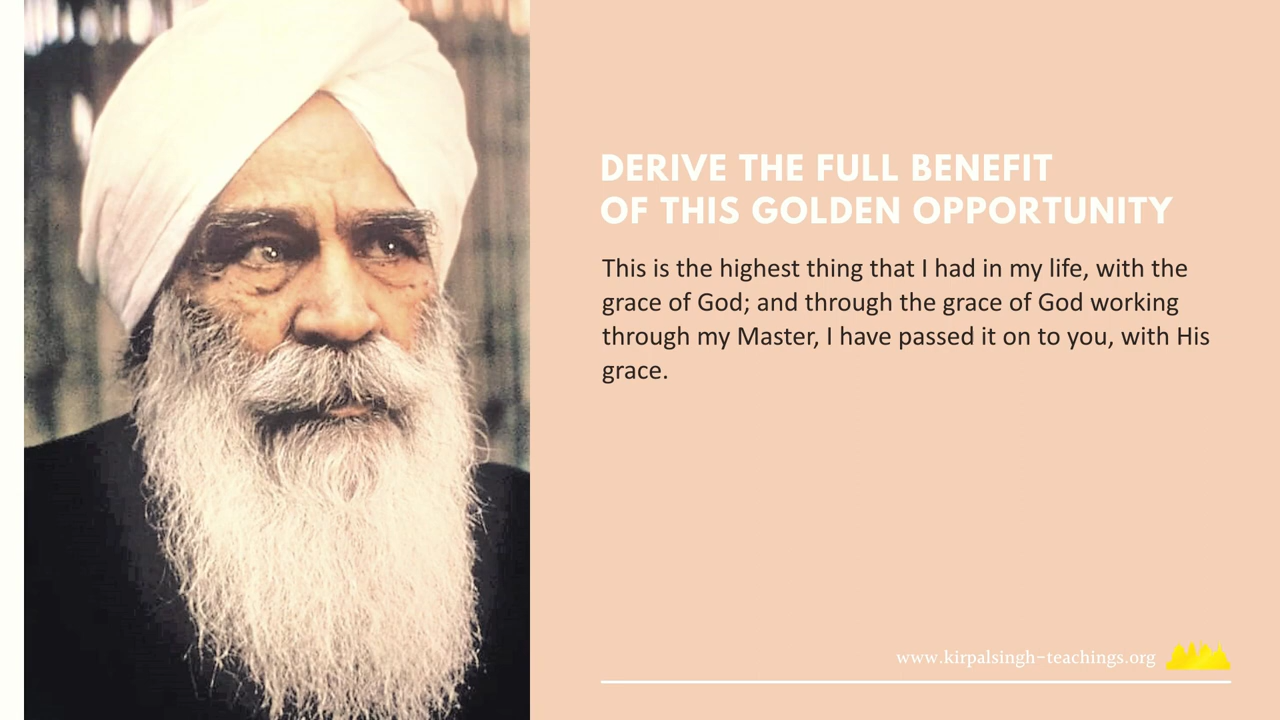 DERIVE THE FULL BENEFIT
OF THIS GOLDEN OPPORTUNITY
This is the highest thing that I had in my life, with the
grace of God; and through the grace of God working
through my Master, I have passed it on to you, with His
grace.
www.kirpalsingh-teachings.org